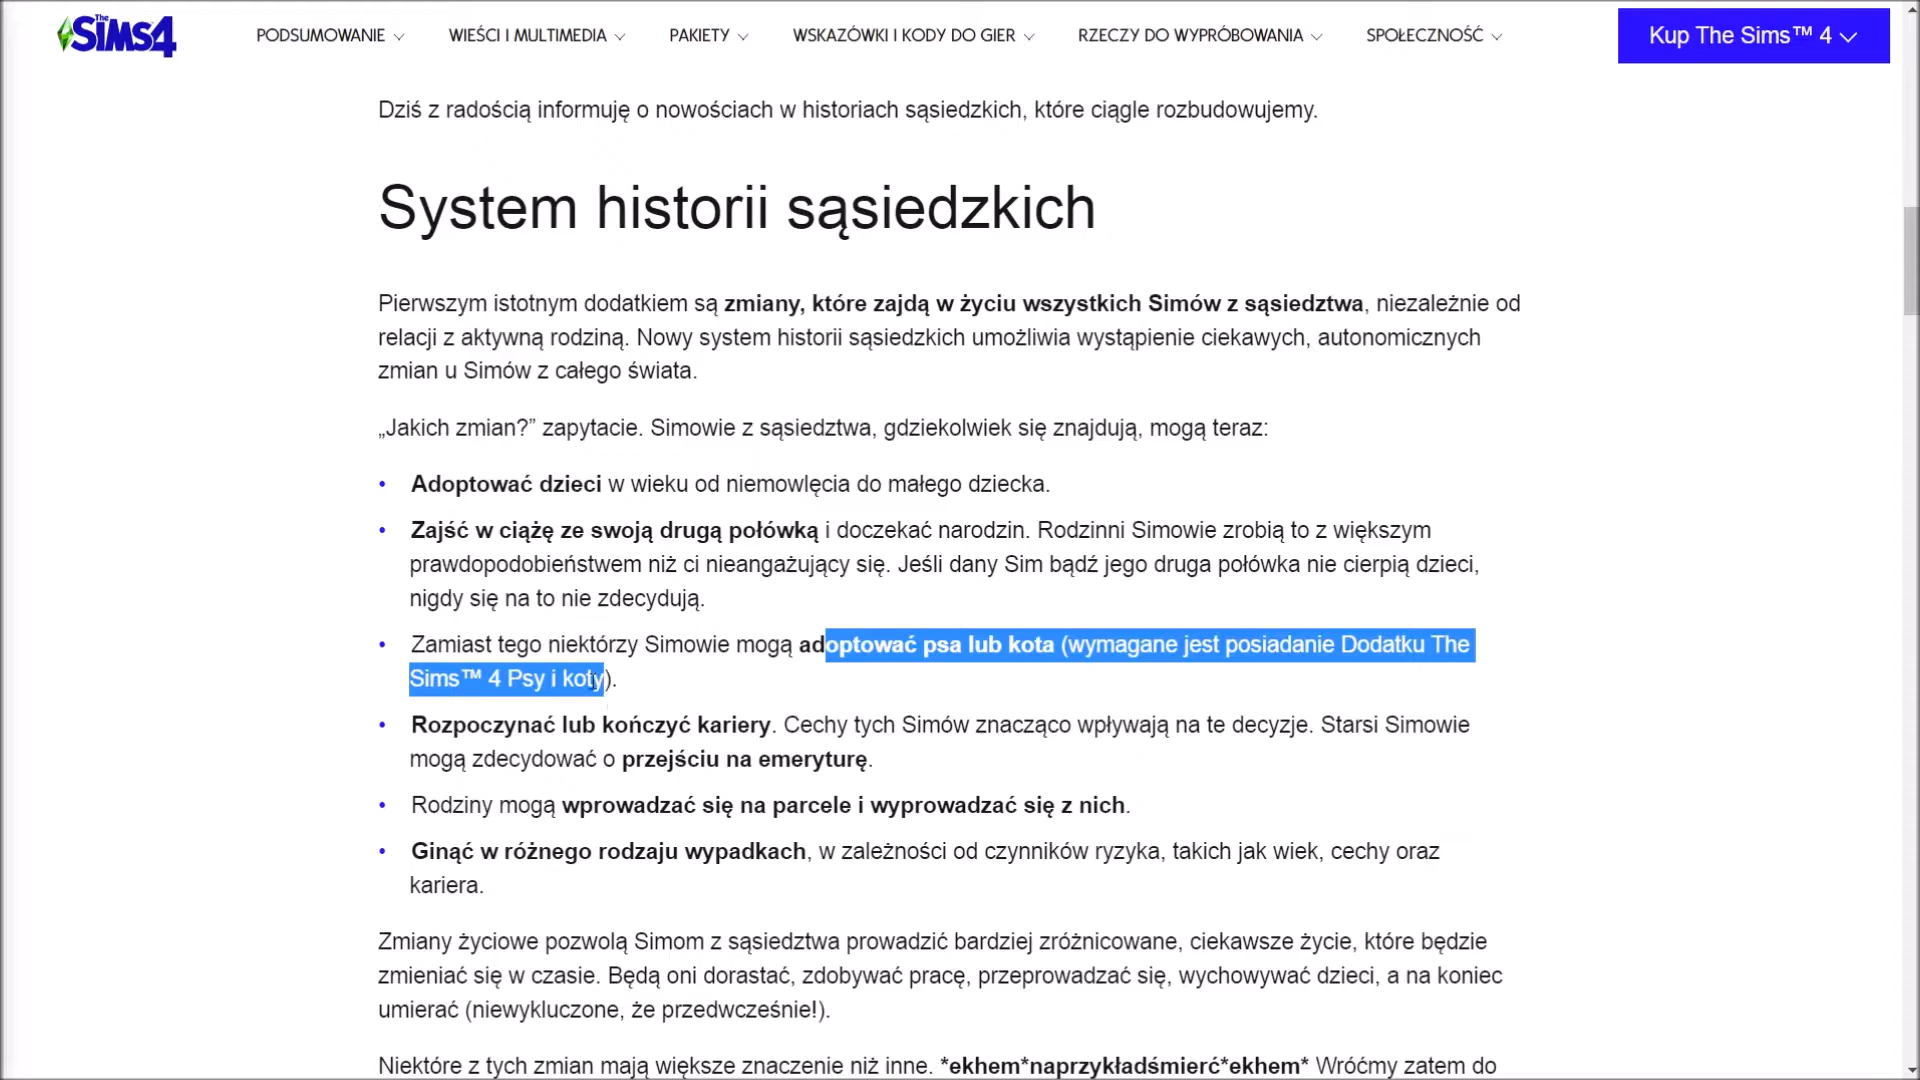 The Sims 4
PODSUMOWANIE
WIEŚCI I MULTIMEDIA
PAKIETY
WSKAZÓWKI I KODY DO GIER
RZECZY DO WYPRÓBOWANIA
SPOŁECZNOŚĆ
Kup The Sims™ 4
Dziś z radością informuję o nowościach w historiach sąsiedzkich, które ciągle rozbudowujemy.
System historii sąsiedzkich
Pierwszym istotnym dodatkiem są zmiany, które zajdą w życiu wszystkich Simów z sąsiedztwa, niezależnie od
relacji z aktywną rodziną. Nowy system historii sąsiedzkich umożliwia wystąpienie ciekawych, autonomicznych
zmian u Simów z całego świata.
„Jakich zmian?” zapytacie. Simowie z sąsiedztwa, gdziekolwiek się znajdują, mogą teraz:
• Adoptować dzieci w wieku od niemowlęcia do małego dziecka.
• Zajść w ciążę ze swoją drugą połówką i doczekać narodzin. Rodzinni Simowie zrobią to z większym
prawdopodobieństwem niż ci nieangażujący się. Jeśli dany Sim bądź jego druga połówka nie cierpią dzieci,
nigdy się na to nie zdecydują.
• Zamiast tego niektórzy Simowie mogą adoptować psa lub kota (wymagane jest posiadanie Dodatku The
Sims™ 4 Psy i koty).
• Rozpoczynać lub kończyć kariery. Cechy tych Simów znacząco wpływają na te decyzje. Starsi Simowie
mogą zdecydować o przejściu na emeryturę.
• Rodziny mogą wprowadzać się na parcele i wyprowadzać się z nich.
• Ginąć w różnego rodzaju wypadkach, w zależności od czynników ryzyka, takich jak wiek, cechy oraz
kariera.
Zmiany życiowe pozwolą Simom z sąsiedztwa prowadzić bardziej zróżnicowane, ciekawsze życie, które będzie
zmieniać się w czasie. Będą oni dorastać, zdobywać pracę, przeprowadzać się, wychowywać dzieci, a na koniec
umierać (niewykluczone, że przedwcześnie!).
Niektóre z tych zmian mają większe znaczenie niż inne. *ekhem*naprzykładśmierć*ekhem* Wróćmy zatem do